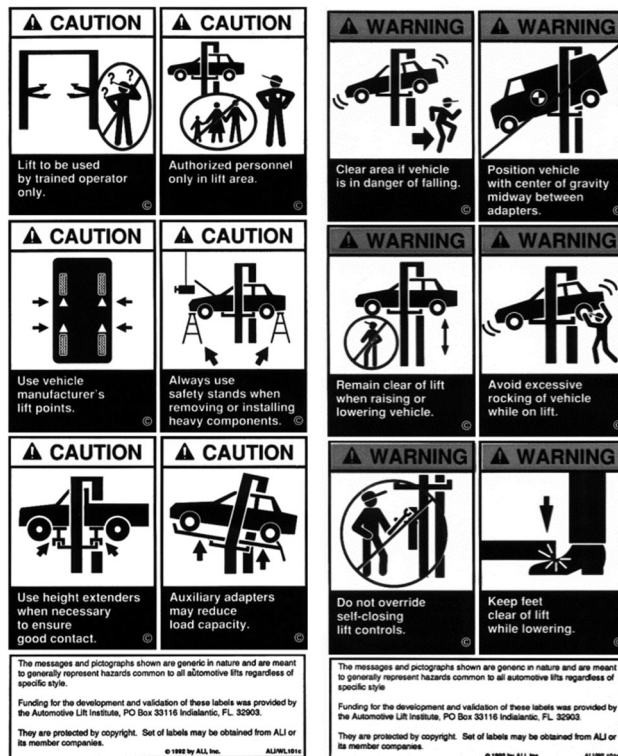 CAUTION
Lift to be used
by trained operator
only.
©
CAUTION
Authorized personnel
only in lift area.
©
CAUTION
Use vehicle
manufacturer's
lift points.
©
CAUTION
Always use
safety stands when
removing or installing
heavy components.
©
CAUTION
Use height extenders
when necessary
to ensure
good contact.
©
CAUTION
Auxiliary adapters
may reduce
load capacity.
©
The messages and pictographs shown are generic in nature and are meant
to generally represent hazards common to all automotive lifts regardless of
specific style.
Funding for the development and validation of these labels was provided by
the Automotive Lift Institute, PO Box 33116 Indialantic, FL. 32903.
They are protected by copyright. Set of labels may be obtained from ALI or
its member companies.
© 1992 by ALI, Inc. ALI/WL101c
WARNING
Clear area if vehicle
is in danger of falling.
©
WARNING
Position vehicle
with center of gravity
midway between
adapters.
©
WARNING
Remain clear of lift
when raising or
lowering vehicle.
©
WARNING
Avoid excessive
rocking of vehicle
while on lift.
WARNING
Do not override
self-closing
lift controls.
©
WARNING
Keep feet
clear of lift
while lowering.
The messages and pictographs shown are generic in nature and are meant
to generally represent hazards common to all automotive lifts regardless of
specific style
Funding for the development and validation of these labels was provided by
the Automotive Lift Institute, PO Box 33116 Indialantic, FL. 32903.
They are protected by copyright. Set of labels may be obtained from ALI or
its member companies.
© 1992 by ALI, Inc.